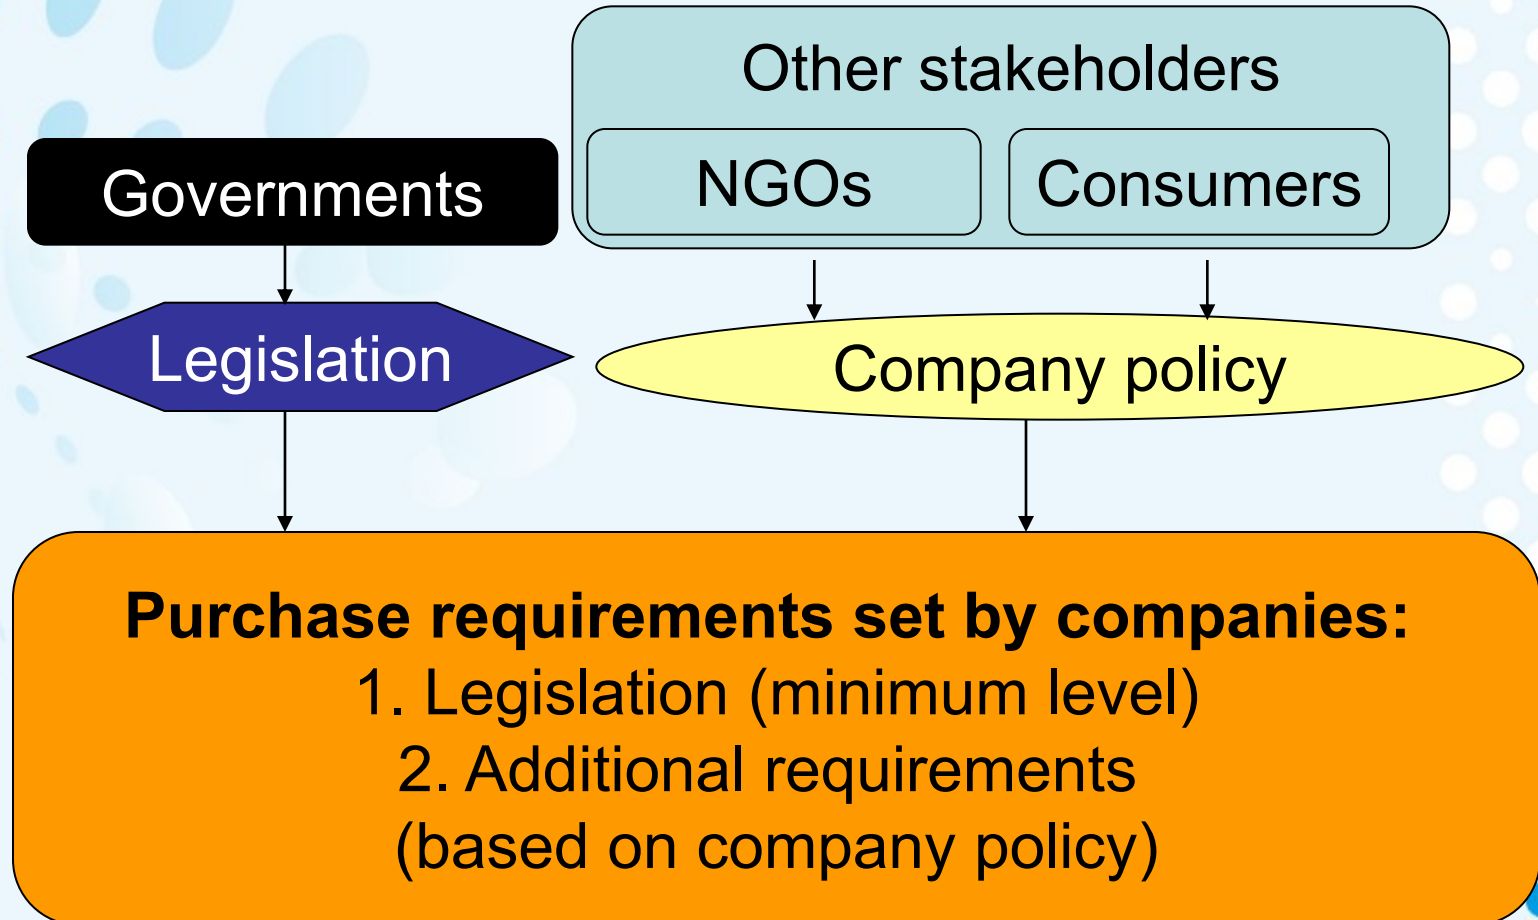 Other stakeholders
Governments
NGOs
Consumers
Legislation
Company policy
Purchase requirements set by companies:
1. Legislation (minimum level)
2. Additional requirements
(based on company policy)